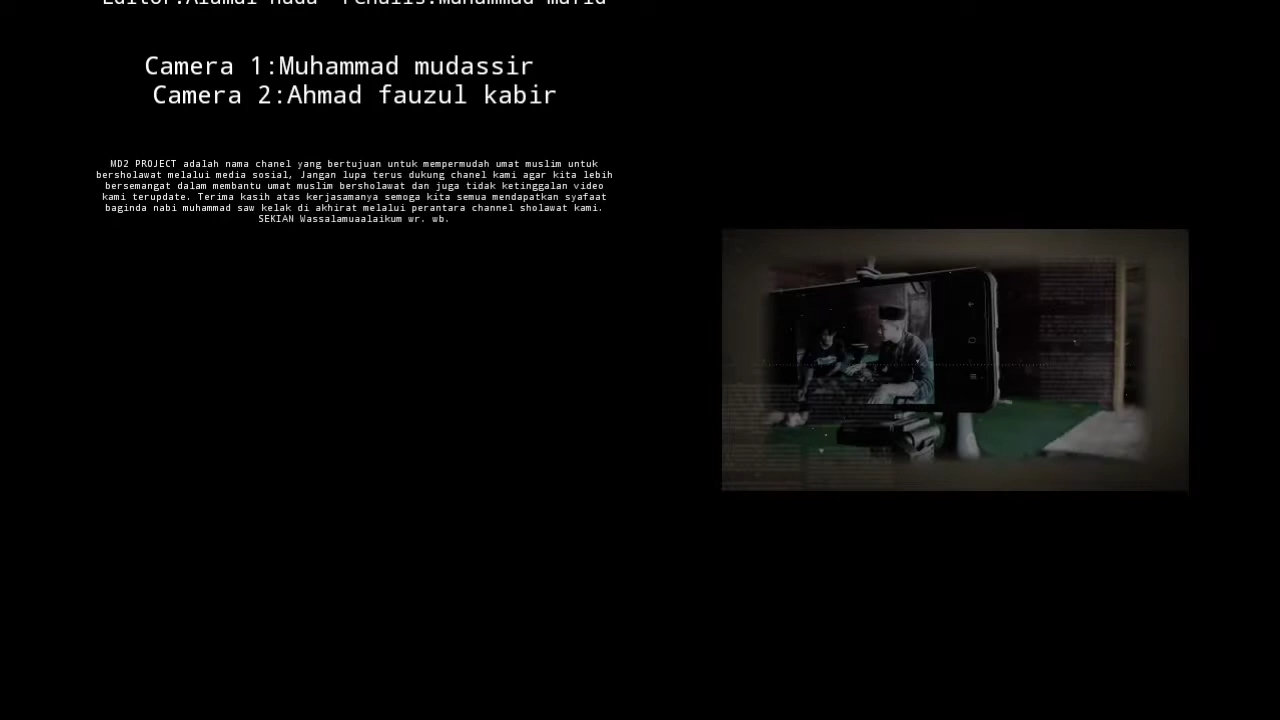 Camera 1:Muhammad mudassir
Camera 2:Ahmad fauzul kabir
MD2 PROJECT adalah nama chanel yang bertujuan untuk mempermudah umat muslim untuk
bersholawat melalui media sosial, Jangan lupa terus dukung chanel kami agar kita lebih
bersemangat dalam membantu umat muslim bersholawat dan juga tidak ketinggalan video
kami terupdate. Terima kasih atas kerjasamanya semoga kita semua mendapatkan syafaat
baginda nabi muhammad saw kelak di akhirat melalui perantara channel sholawat kami.
SEKIAN Wassalamuaalaikum wr. wb.